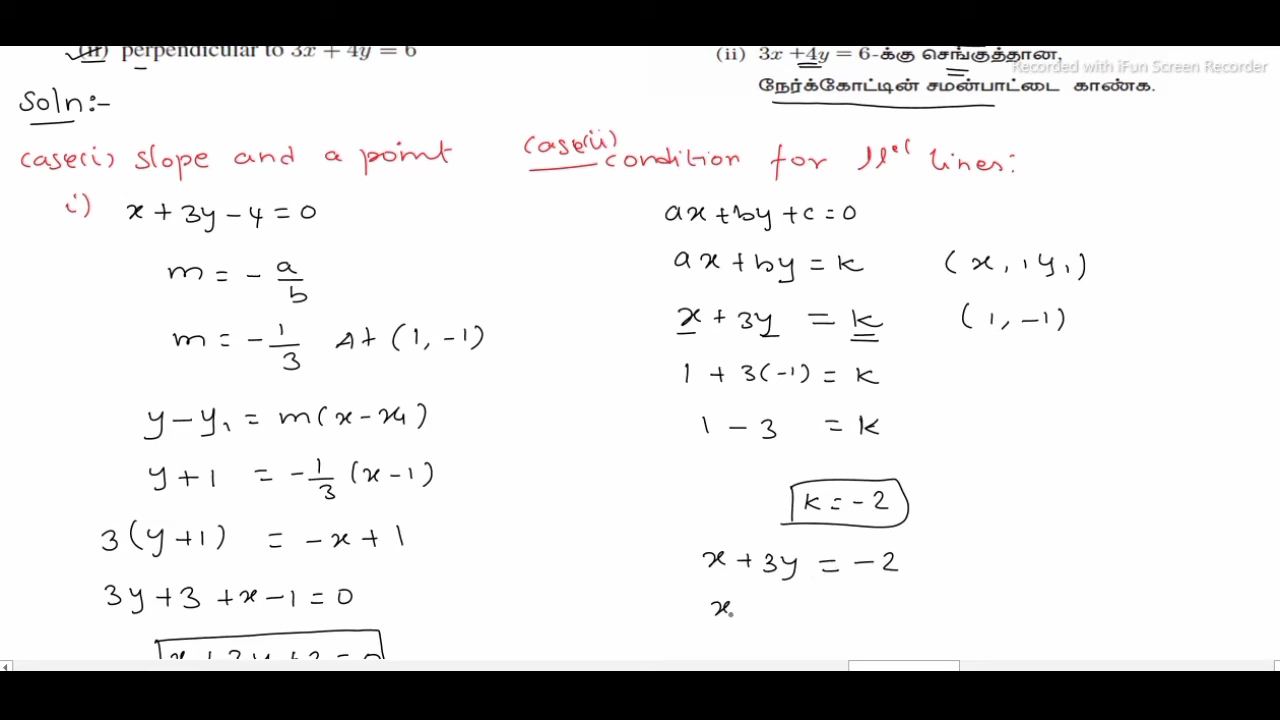 (ii) perpendicular to 3x + 4y = 6
(ii) 3x + 4y = 6-க்கு செங்குத்தான,
நேர்க்கோட்டின் சமன்பாட்டை காண்க.
Recorded with iFun Screen Recorder
Soln:-
case(i) slope and a point
i) x + 3y - 4 = 0
m = - a/b
m = - 1/3 At (1, -1)
y - y₁ = m(x - x₁)
y + 1 = - 1/3 (x - 1)
3(y + 1) = -x + 1
3y + 3 + x - 1 = 0
x + 3y + 2 = 0
case(ii) condition for ||el lines:
ax + by + c = 0
ax + by = k (x₁, y₁)
x + 3y = k (1, -1)
1 + 3(-1) = k
1 - 3 = k
k = -2
x + 3y = -2
x